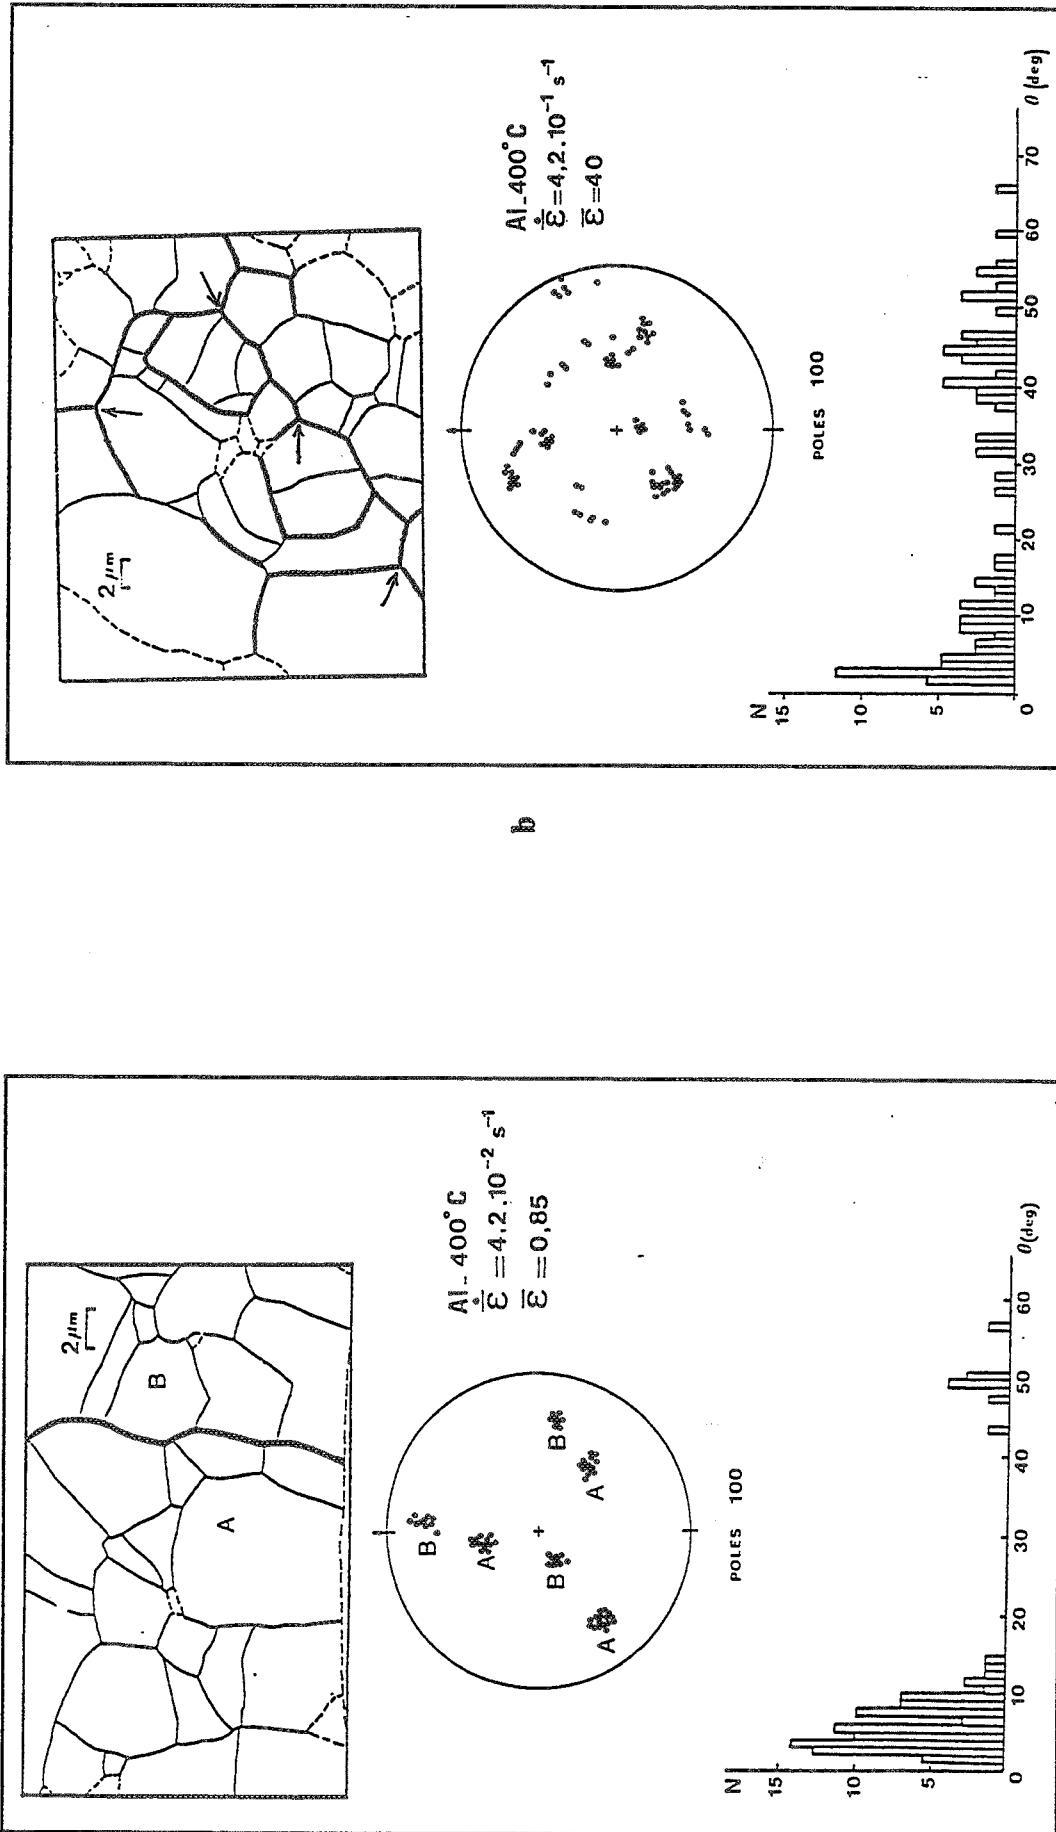 2 µm
A
B
Al_ 400°C
ε̇ = 4,2.10⁻² s⁻¹
ε̅ = 0,85
B
A
B
A
A
B
POLES 100
N
15
10
5
0
10
20
30
40
50
60
θ (deg)
b
2 µm
Al_ 400°C
ε̇ = 4,2.10⁻¹ s⁻¹
ε̅ = 40
POLES 100
N
15
10
5
0
10
20
30
40
50
60
70
θ (deg)